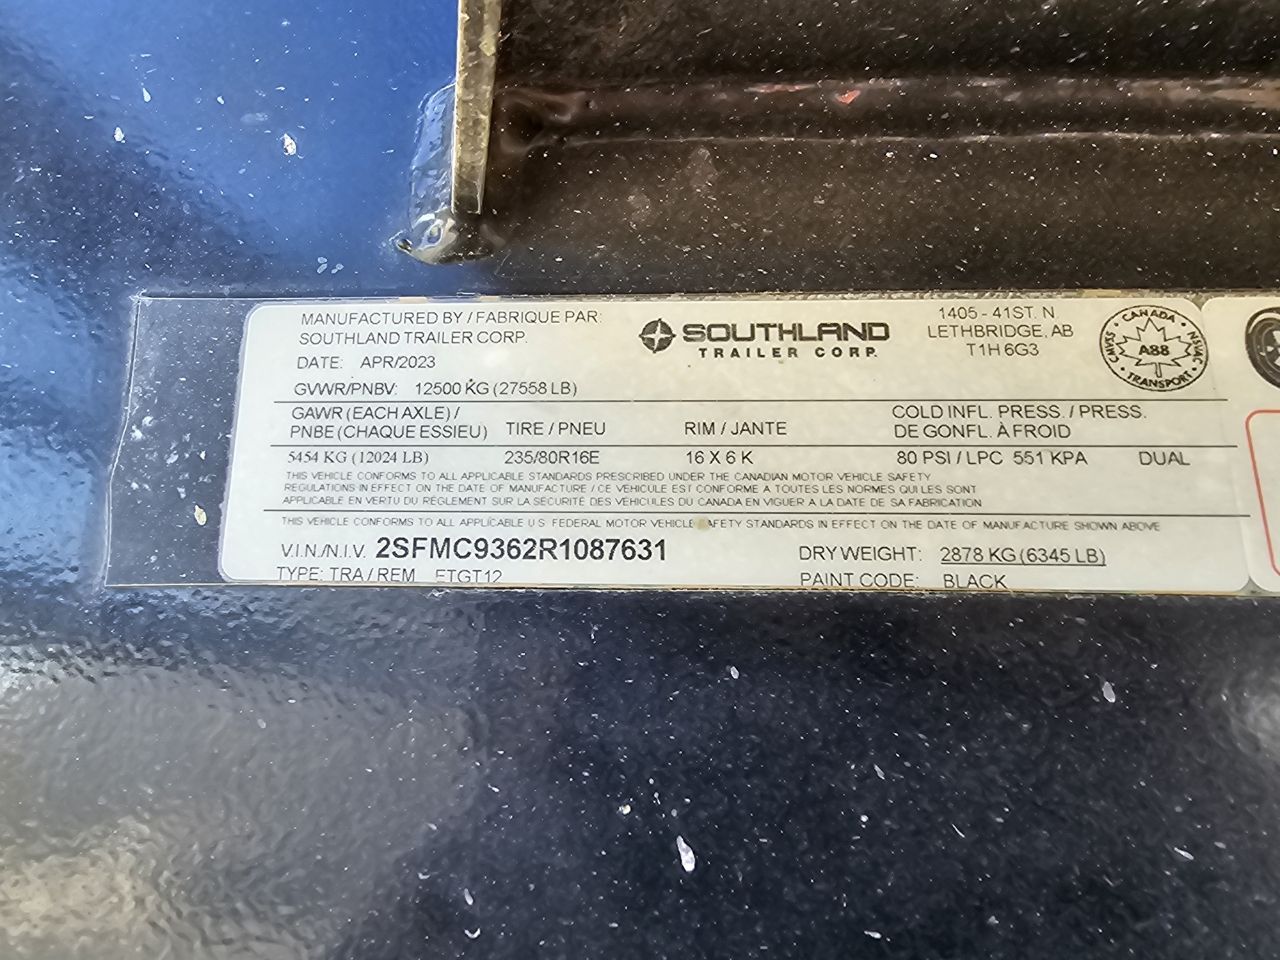 MANUFACTURED BY / FABRIQUE PAR:
SOUTHLAND TRAILER CORP.
DATE: APR/2023
GVWR/PNBV: 12500 KG (27558 LB)
SOUTHLAND
TRAILER CORP.
1405 - 41ST. N
LETHBRIDGE, AB
T1H 6G3
CANADA
NSVAC
A88
VVSNC
TRANSPORT
GAWR (EACH AXLE) /
PNBE (CHAQUE ESSIEU) TIRE / PNEU RIM / JANTE
COLD INFL. PRESS. / PRESS.
DE GONFL. À FROID
5454 KG (12024 LB) 235/80R16E 16 X 6 K 80 PSI / LPC 551 KPA DUAL
THIS VEHICLE CONFORMS TO ALL APPLICABLE STANDARDS PRESCRIBED UNDER THE CANADIAN MOTOR VEHICLE SAFETY
REGULATIONS IN EFFECT ON THE DATE OF MANUFACTURE / CE VEHICULE EST CONFORME A TOUTES LES NORMES QUI LES SONT
APPLICABLE EN VERTU DU RÈGLEMENT SUR LA SÉCURITÉ DES VEHICULES DU CANADA EN VIGUER A LA DATE DE SA FABRICATION
THIS VEHICLE CONFORMS TO ALL APPLICABLE U S FEDERAL MOTOR VEHICLE SAFETY STANDARDS IN EFFECT ON THE DATE OF MANUFACTURE SHOWN ABOVE
V.I.N./N.I.V. 2SFMC9362R1087631 DRY WEIGHT: 2878 KG (6345 LB)
TYPE: TRA / REM FTGT12 PAINT CODE: BLACK